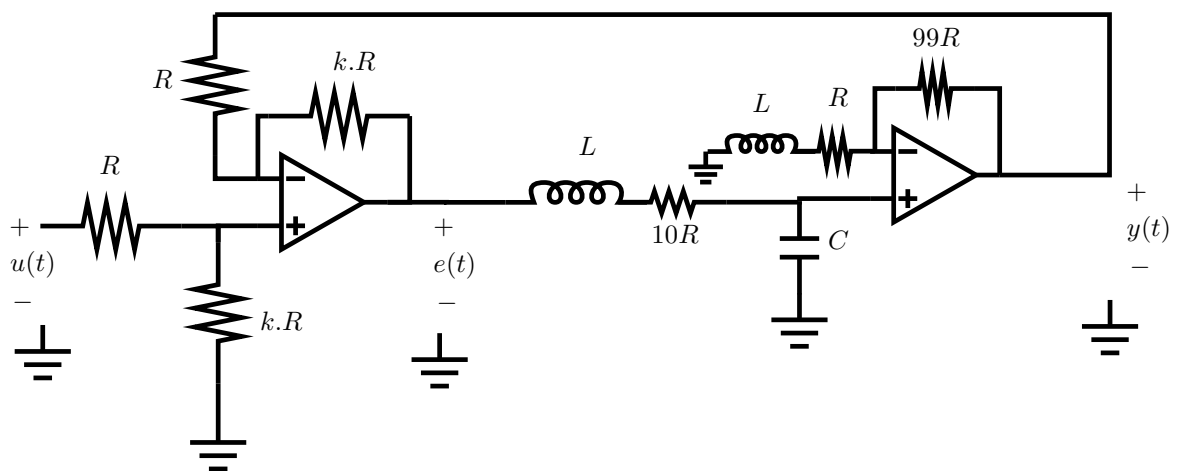 99R
k.R
R
L
R
L
R
+
u(t)
−
−
+
+
e(t)
−
10R
−
+
C
+
y(t)
−
k.R